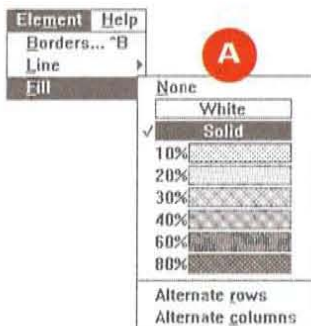 Element Help
Borders... ^B
Line
Fill
A
None
White
✓ Solid
10%
20%
30%
40%
60%
80%
Alternate rows
Alternate columns